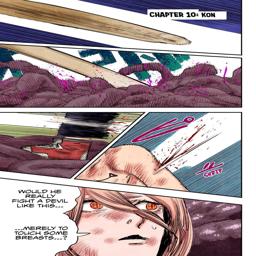 CHAPTER 10: KON
WOULD HE
REALLY
FIGHT A DEVIL
LIKE THIS...
...MERELY TO
TOUCH SOME
BREASTS...?